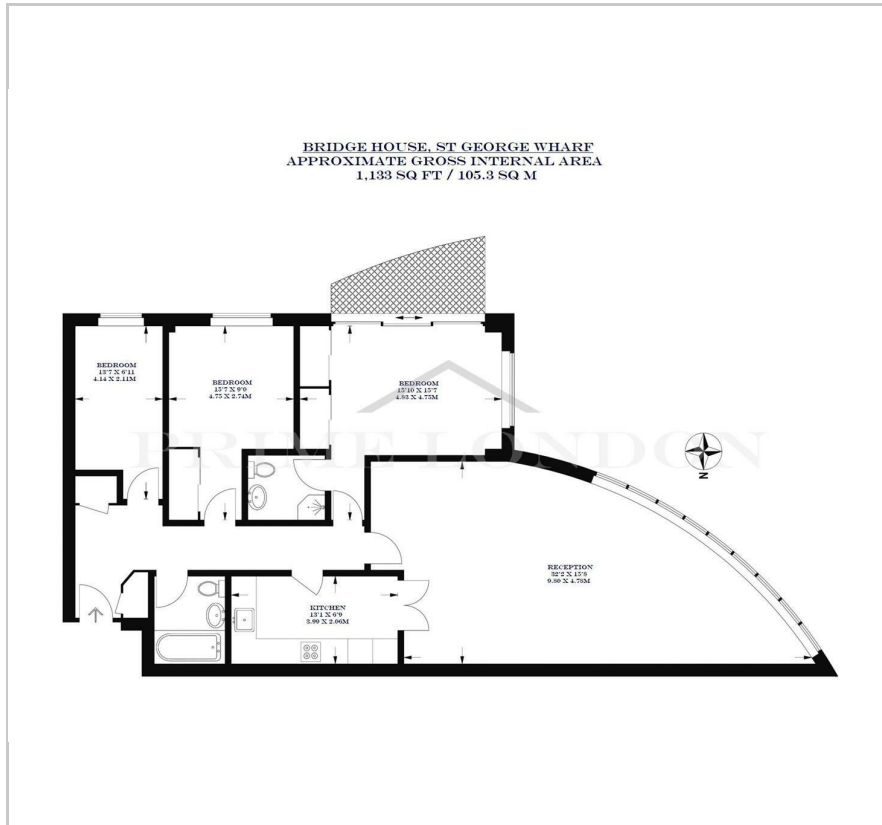 BRIDGE HOUSE, ST GEORGE WHARF
APPROXIMATE GROSS INTERNAL AREA
1,133 SQ FT / 105.3 SQ M
BEDROOM
13'7 X 6'11
4.14 X 2.11M
BEDROOM
15'7 X 9'0
4.75 X 2.74M
BEDROOM
15'10 X 15'7
4.83 X 4.75M
PRIME LONDON
N
RECEPTION
32'2 X 15'8
9.80 X 4.78M
KITCHEN
13'1 X 6'9
3.99 X 2.06M